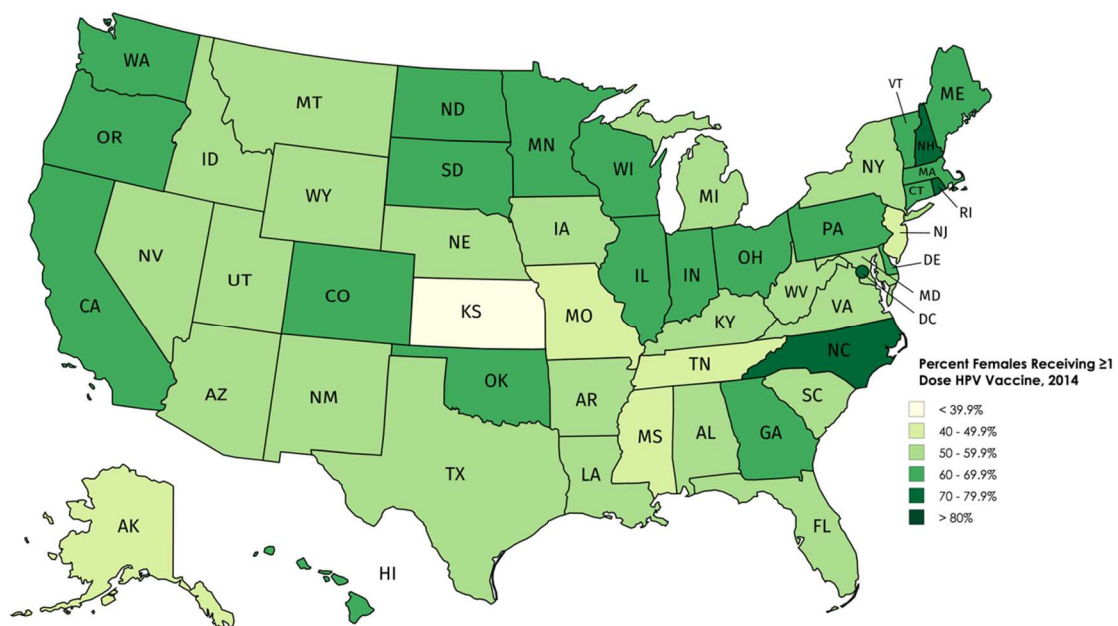 WA
MT
ND
MN
ME
VT
OR
ID
SD
WI
NH
NY
MA
WY
MI
CT
RI
NE
IA
PA
NJ
NV
UT
CO
IL
IN
OH
DE
CA
KS
MO
WV
VA
MD
DC
KY
NC
Percent Females Receiving ≥1
Dose HPV Vaccine, 2014
AZ
NM
OK
AR
TN
SC
MS
AL
GA
TX
LA
FL
AK
HI
< 39.9%
40 - 49.9%
50 - 59.9%
60 - 69.9%
70 - 79.9%
> 80%